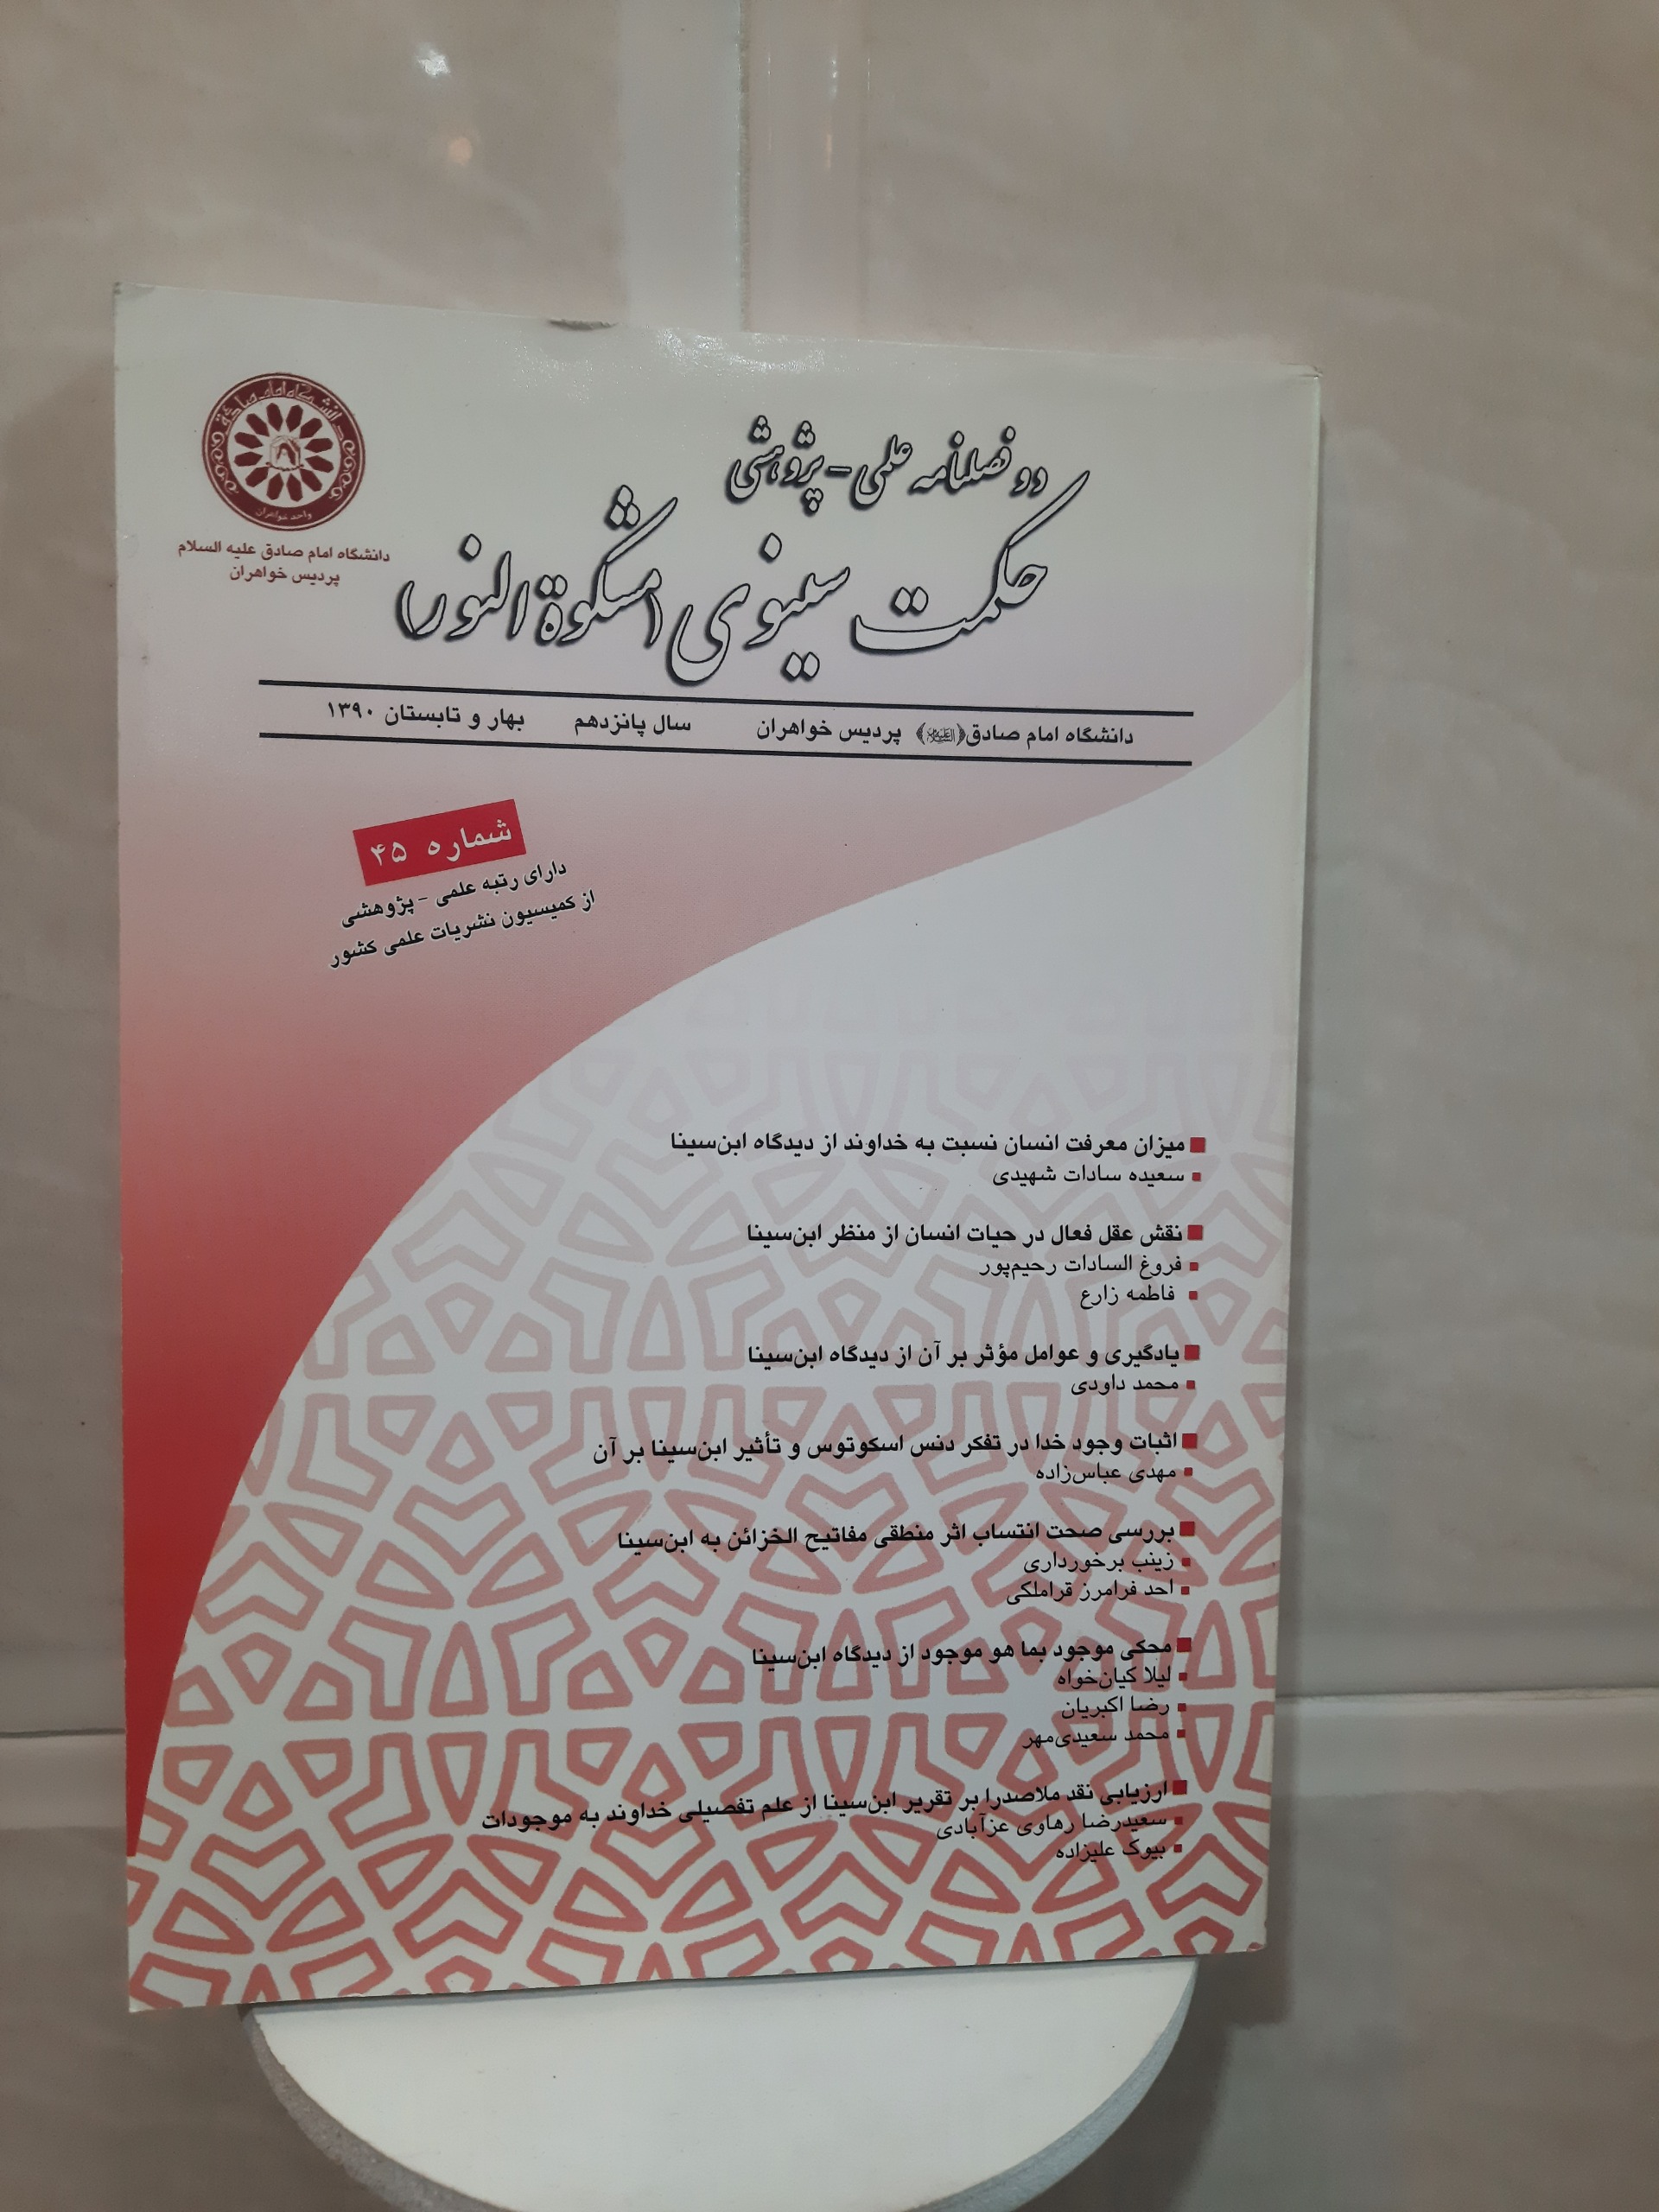 دانشگاه امام صادق
واحد خواهران
دانشگاه امام صادق علیه السلام
پردیس خواهران
دو فصلنامه علمی - پژوهشی
حکمت سینوی (مشکوة النور)
دانشگاه امام صادق (علیه‌السلام) پردیس خواهران سال پانزدهم بهار و تابستان ۱۳۹۰
شماره ۴۵
دارای رتبه علمی - پژوهشی
از کمیسیون نشریات علمی کشور
میزان معرفت انسان نسبت به خداوند از دیدگاه ابن‌سینا
سعیده سادات شهیدی
نقش عقل فعال در حیات انسان از منظر ابن‌سینا
فروغ السادات رحیم‌پور
فاطمه زارع
یادگیری و عوامل مؤثر بر آن از دیدگاه ابن‌سینا
محمد داودی
اثبات وجود خدا در تفکر دنس اسکوتوس و تأثیر ابن‌سینا بر آن
مهدی عباس‌زاده
بررسی صحت انتساب اثر منطقی مفاتیح الخزائن به ابن‌سینا
زینب برخورداری
احد فرامرز قراملکی
محکی موجود بما هو موجود از دیدگاه ابن‌سینا
لیلا کیان‌خواه
رضا اکبریان
محمد سعیدی‌مهر
ارزیابی نقد ملاصدرا بر تقریر ابن‌سینا از علم تفصیلی خداوند به موجودات
سعیدرضا رهاوی عزآبادی
بیوک علیزاده